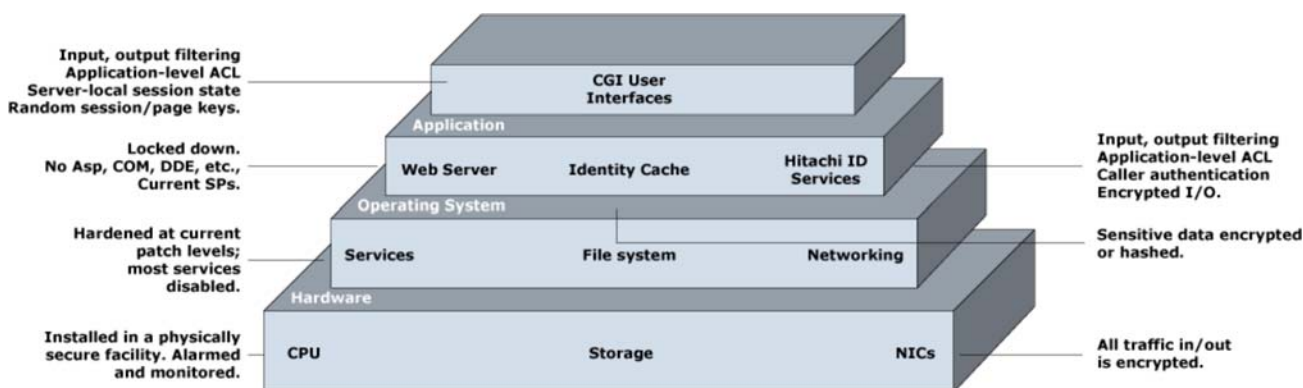 Input, output filtering
Application-level ACL
Server-local session state
Random session/page keys.
CGI User
Interfaces
Application
Locked down.
No Asp, COM, DDE, etc.,
Current SPs.
Web Server
Identity Cache
Hitachi ID
Services
Input, output filtering
Application-level ACL
Caller authentication
Encrypted I/O.
Operating System
Hardened at current
patch levels;
most services
disabled.
Services
File system
Networking
Sensitive data encrypted
or hashed.
Hardware
Installed in a physically
secure facility. Alarmed
and monitored.
CPU
Storage
NICs
All traffic in/out
is encrypted.